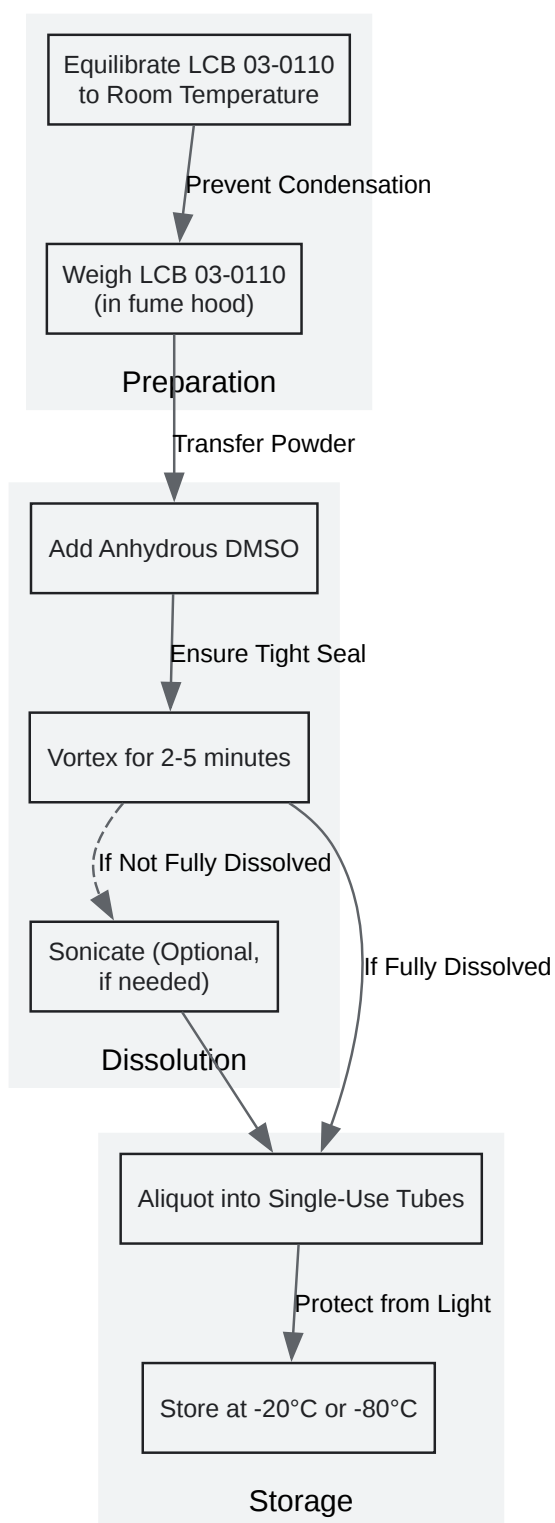 Equilibrate LCB 03-0110
to Room Temperature
Prevent Condensation
Weigh LCB 03-0110
(in fume hood)
Preparation
Transfer Powder
Add Anhydrous DMSO
Ensure Tight Seal
Vortex for 2-5 minutes
If Not Fully Dissolved
Sonicate (Optional,
if needed)
If Fully Dissolved
Dissolution
Aliquot into Single-Use Tubes
Protect from Light
Store at -20°C or -80°C
Storage